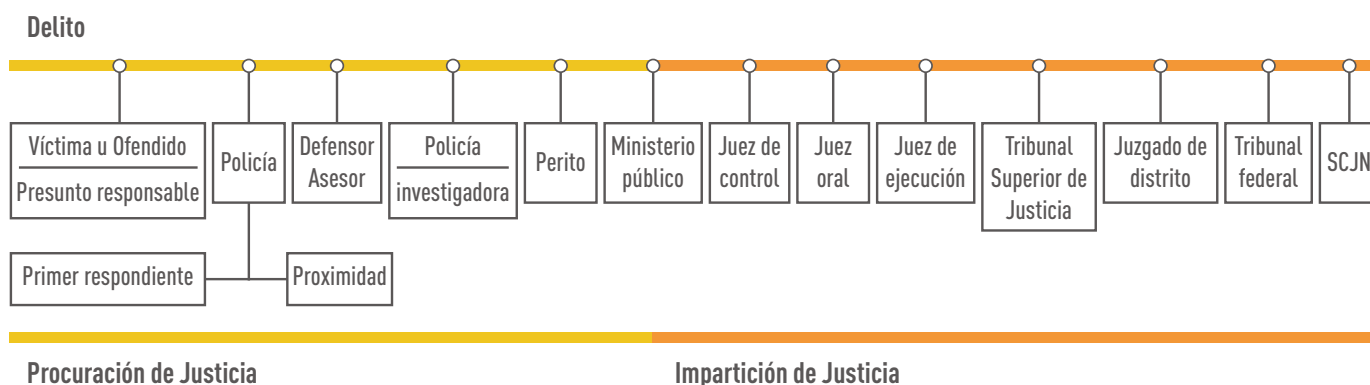 Delito
Víctima u Ofendido
Presunto responsable
Policía
Defensor
Asesor
Policía
investigadora
Perito
Ministerio
público
Juez de
control
Juez
oral
Juez de
ejecución
Tribunal
Superior de
Justicia
Juzgado de
distrito
Tribunal
federal
SCJN
Primer respondiente
Proximidad
Procuración de Justicia
Impartición de Justicia